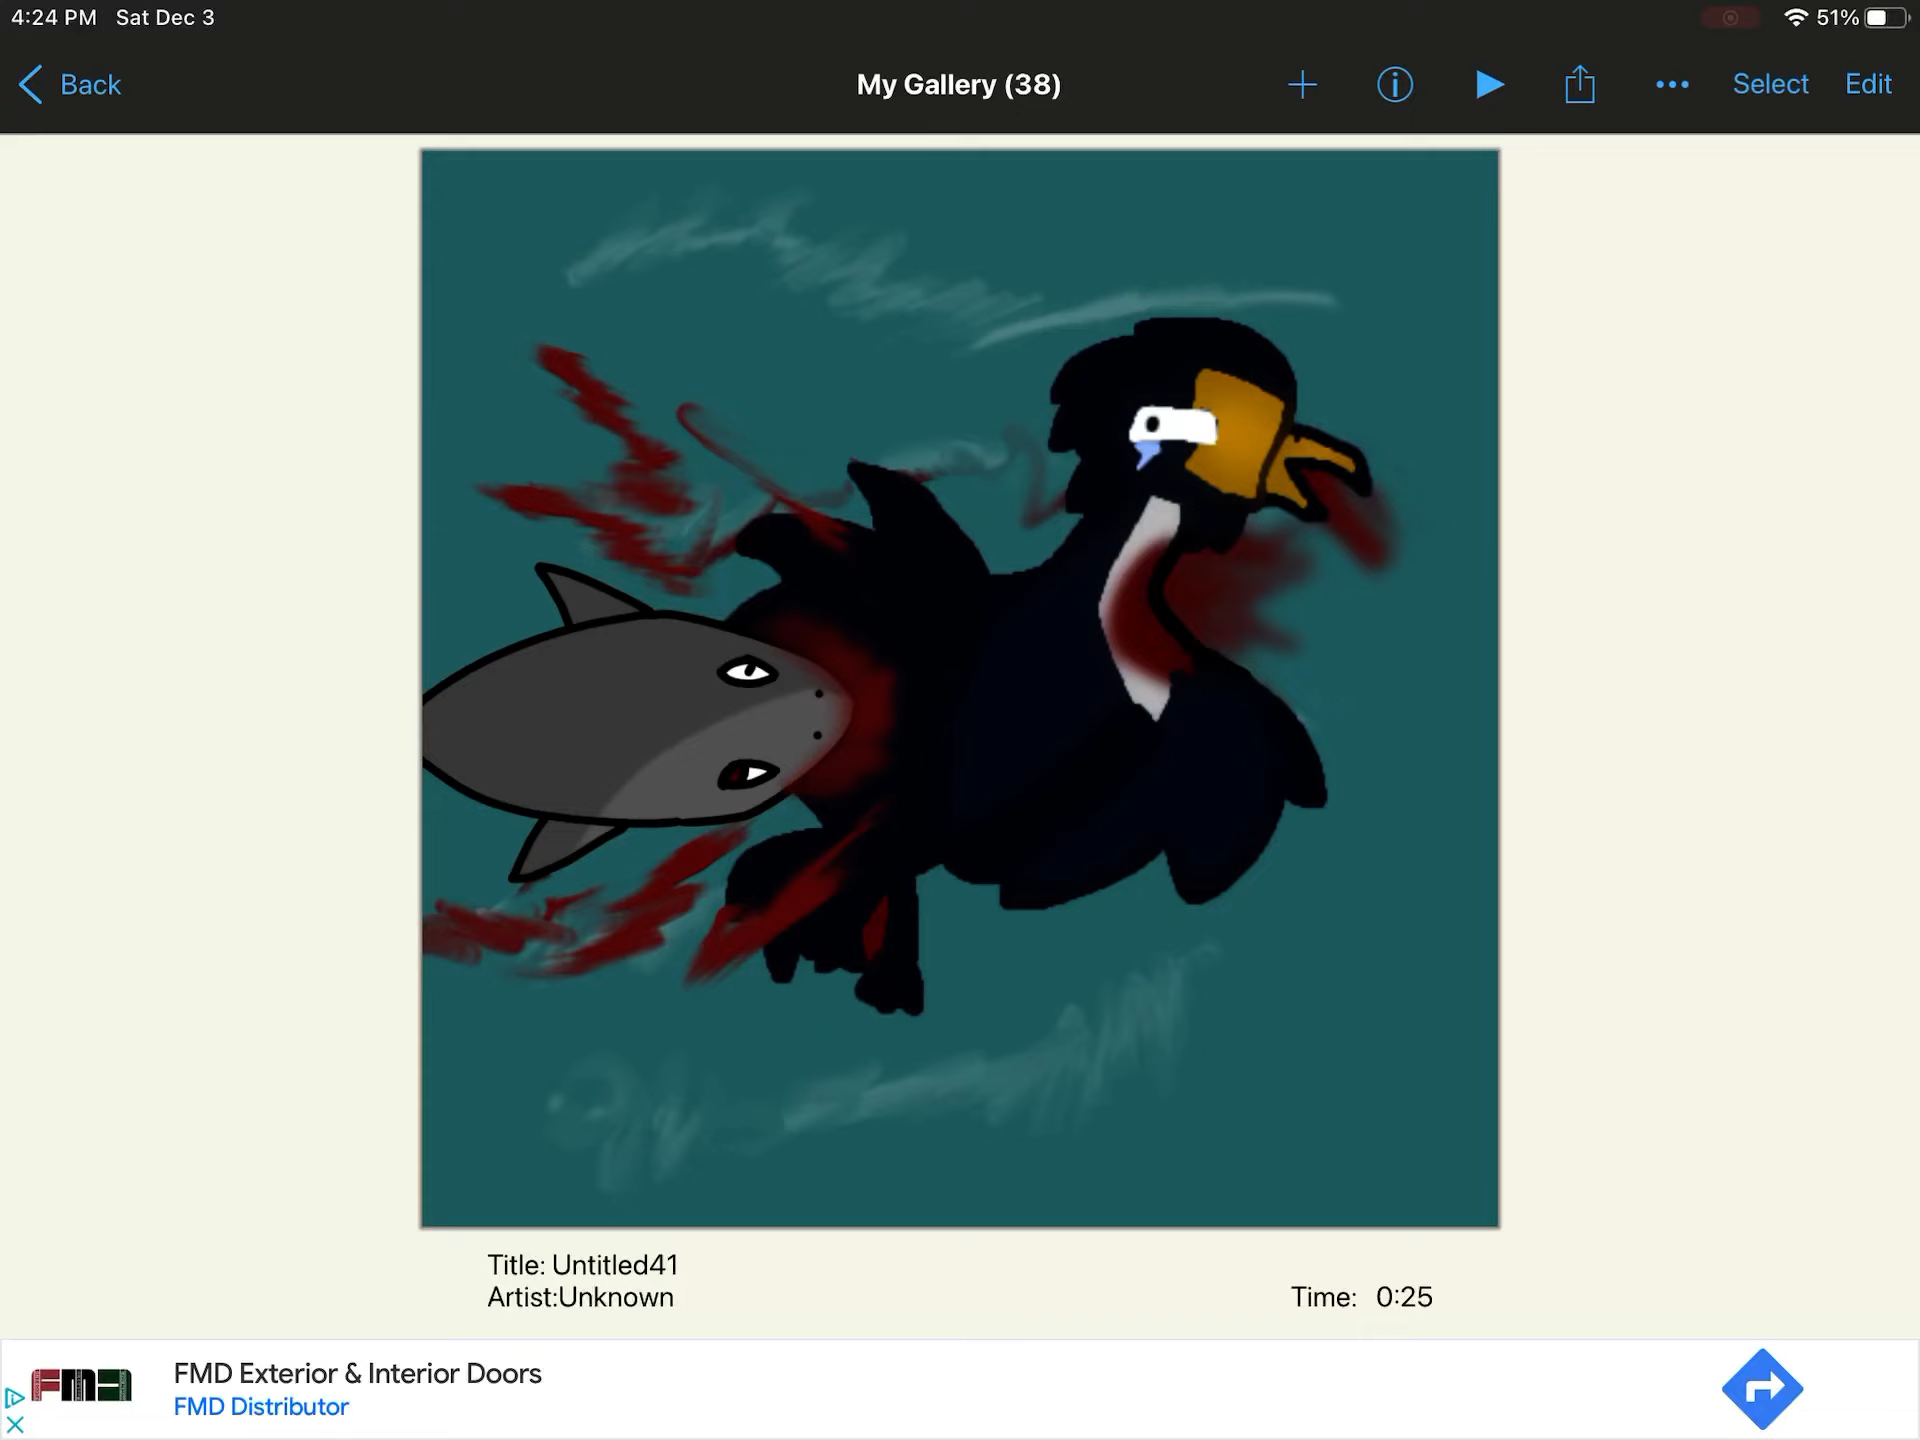 4:24 PM Sat Dec 3
51%
Back
My Gallery (38)
Select
Edit
Title: Untitled41
Artist:Unknown
Time: 0:25
FMD
FMD Exterior & Interior Doors
FMD Distributor